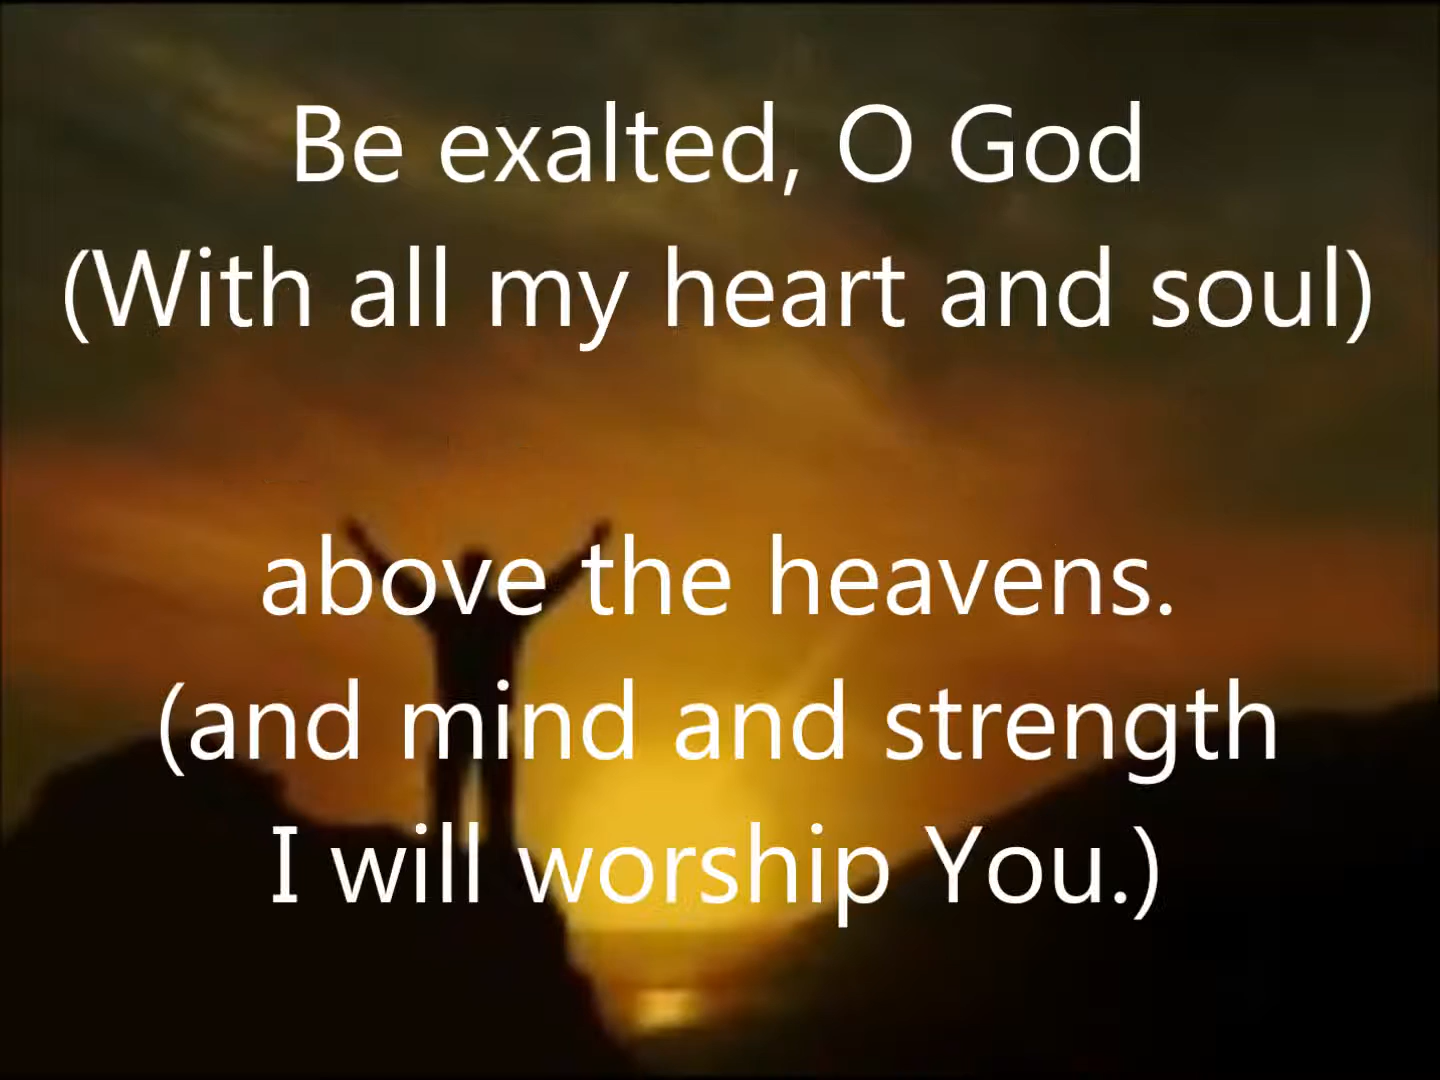 Be exalted, O God
(With all my heart and soul)
above the heavens.
(and mind and strength
I will worship You.)